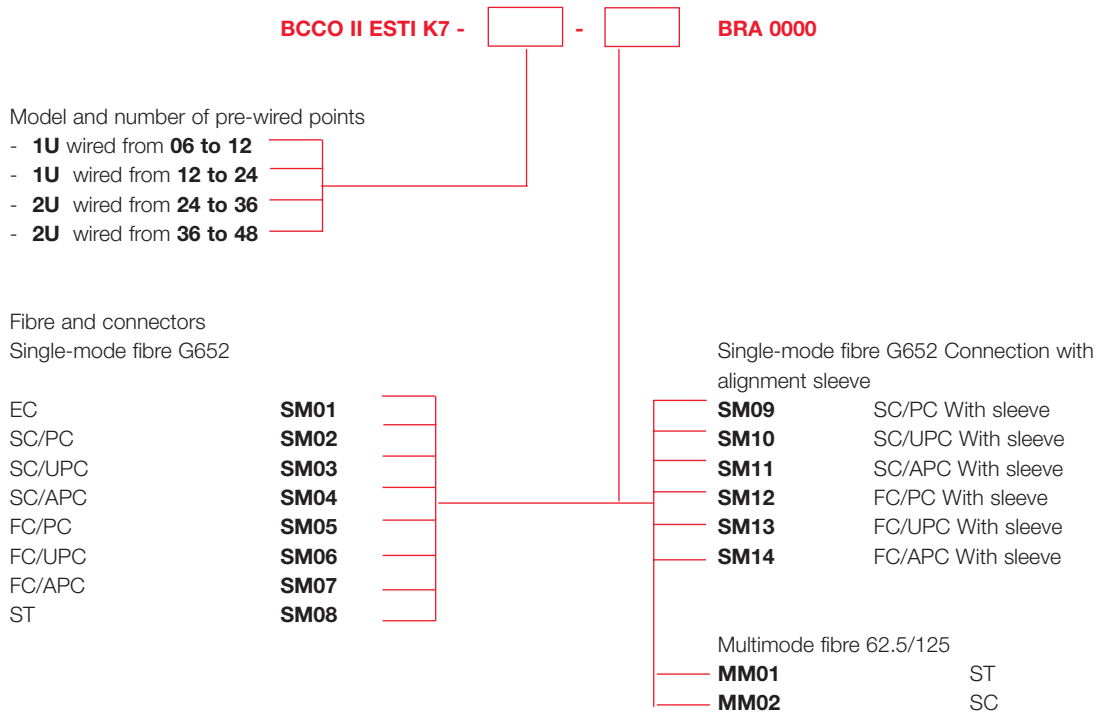 BCCO II ESTI K7 - - BRA 0000
Model and number of pre-wired points
- 1U wired from 06 to 12
- 1U wired from 12 to 24
- 2U wired from 24 to 36
- 2U wired from 36 to 48
Fibre and connectors
Single-mode fibre G652
EC SM01
SC/PC SM02
SC/UPC SM03
SC/APC SM04
FC/PC SM05
FC/UPC SM06
FC/APC SM07
ST SM08
Single-mode fibre G652 Connection with
alignment sleeve
SM09 SC/PC With sleeve
SM10 SC/UPC With sleeve
SM11 SC/APC With sleeve
SM12 FC/PC With sleeve
SM13 FC/UPC With sleeve
SM14 FC/APC With sleeve
Multimode fibre 62.5/125
MM01 ST
MM02 SC